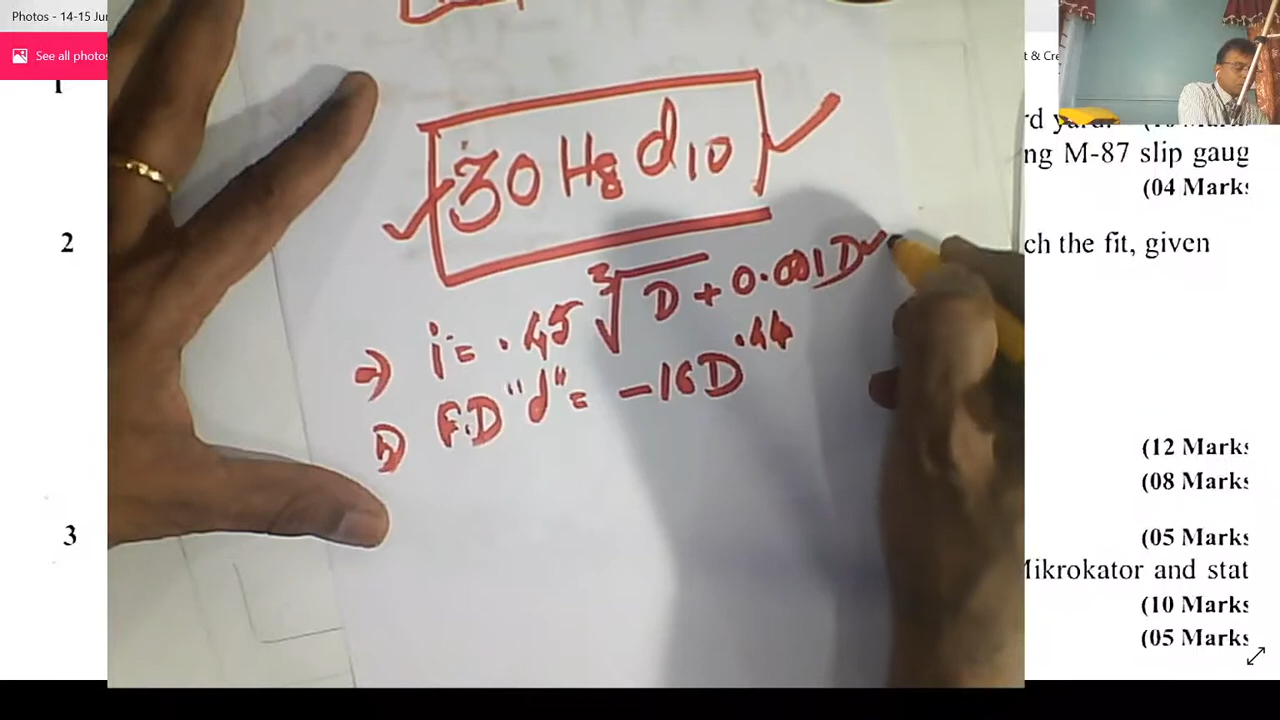 Photos - 14-15 Ju
See all photos
t & Cre
1
rd yard.
ng M-87 slip gaug
(04 Marks
30 H8 d10
2
ch the fit, given
i = .45 ∛D + 0.001D
F.D "d" = -16D^.44
(12 Marks
(08 Marks
3
(05 Marks
Mikrokator and stat
(10 Marks
(05 Marks